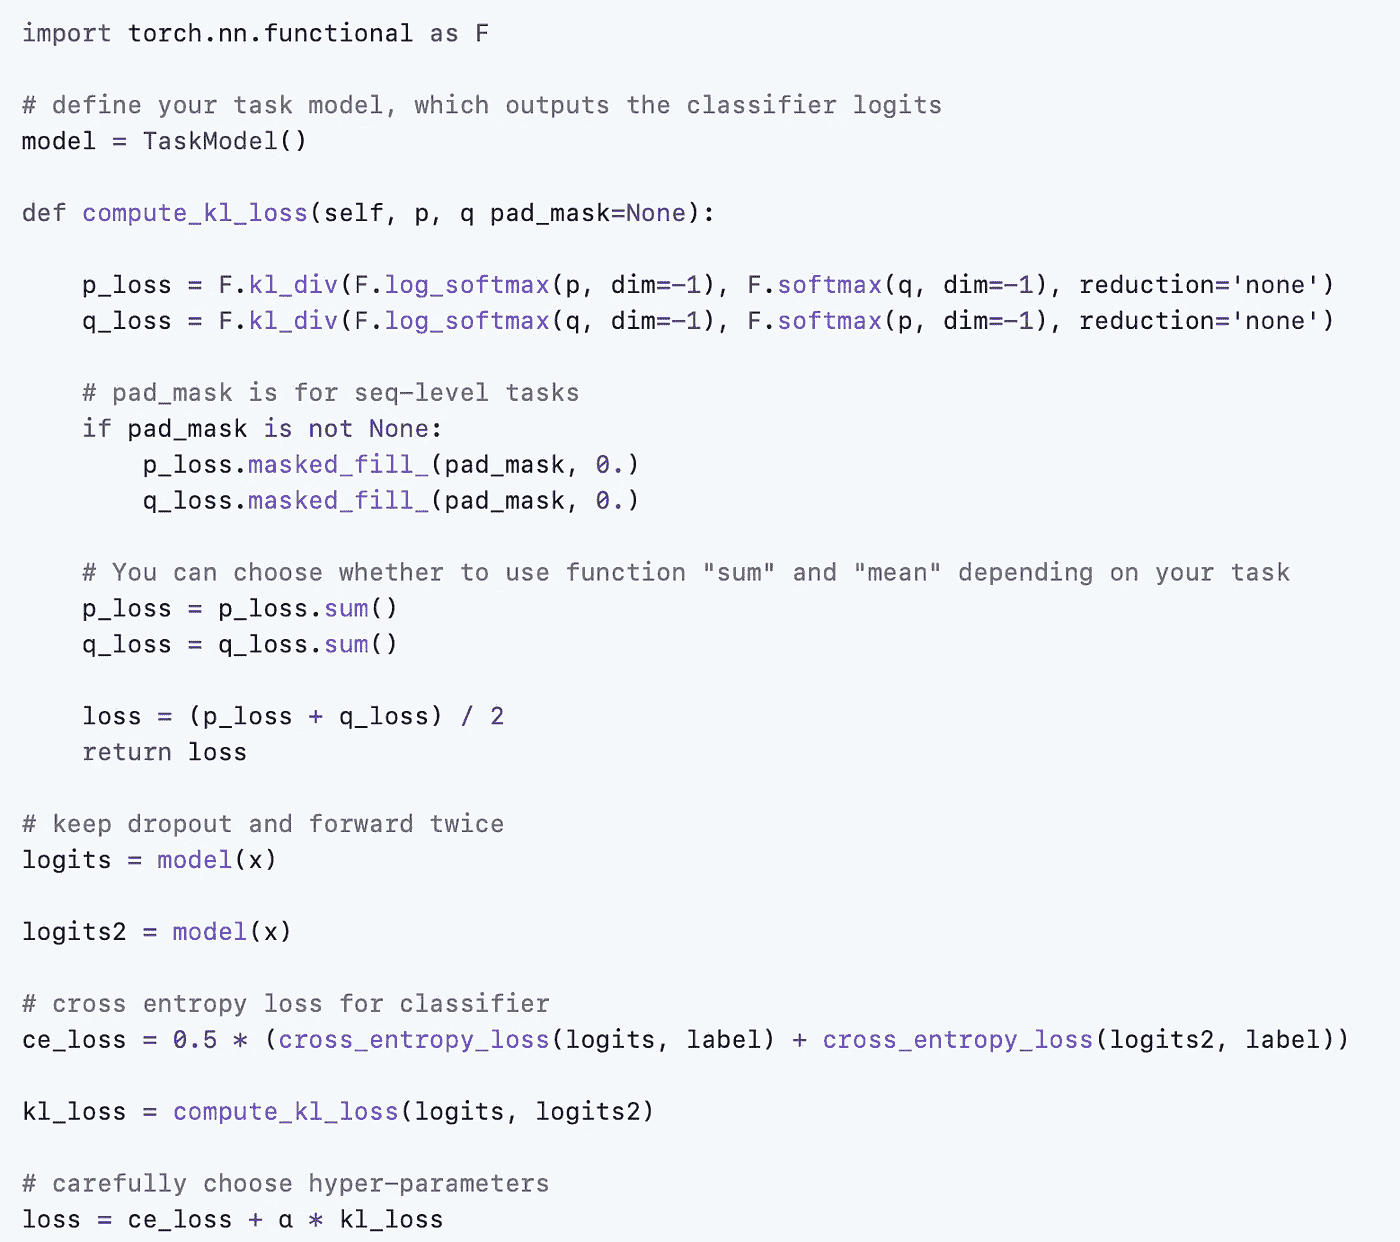 import torch.nn.functional as F
# define your task model, which outputs the classifier logits
model = TaskModel()
def compute_kl_loss(self, p, q pad_mask=None):
    p_loss = F.kl_div(F.log_softmax(p, dim=-1), F.softmax(q, dim=-1), reduction='none')
    q_loss = F.kl_div(F.log_softmax(q, dim=-1), F.softmax(p, dim=-1), reduction='none')
    # pad_mask is for seq-level tasks
    if pad_mask is not None:
        p_loss.masked_fill_(pad_mask, 0.)
        q_loss.masked_fill_(pad_mask, 0.)
    # You can choose whether to use function "sum" and "mean" depending on your task
    p_loss = p_loss.sum()
    q_loss = q_loss.sum()
    loss = (p_loss + q_loss) / 2
    return loss
# keep dropout and forward twice
logits = model(x)
logits2 = model(x)
# cross entropy loss for classifier
ce_loss = 0.5 * (cross_entropy_loss(logits, label) + cross_entropy_loss(logits2, label))
kl_loss = compute_kl_loss(logits, logits2)
# carefully choose hyper-parameters
loss = ce_loss + α * kl_loss